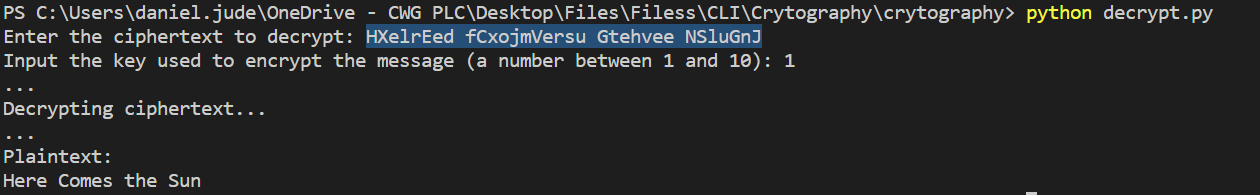 PS C:\Users\daniel.jude\OneDrive - CWG PLC\Desktop\Files\Filess\CLI\Crytography\crytography> python decrypt.py
Enter the ciphertext to decrypt: HXelrEed fCxojmVersu Gtehvee NSluGnJ
Input the key used to encrypt the message (a number between 1 and 10): 1
...
Decrypting ciphertext...
...
Plaintext:
Here Comes the Sun